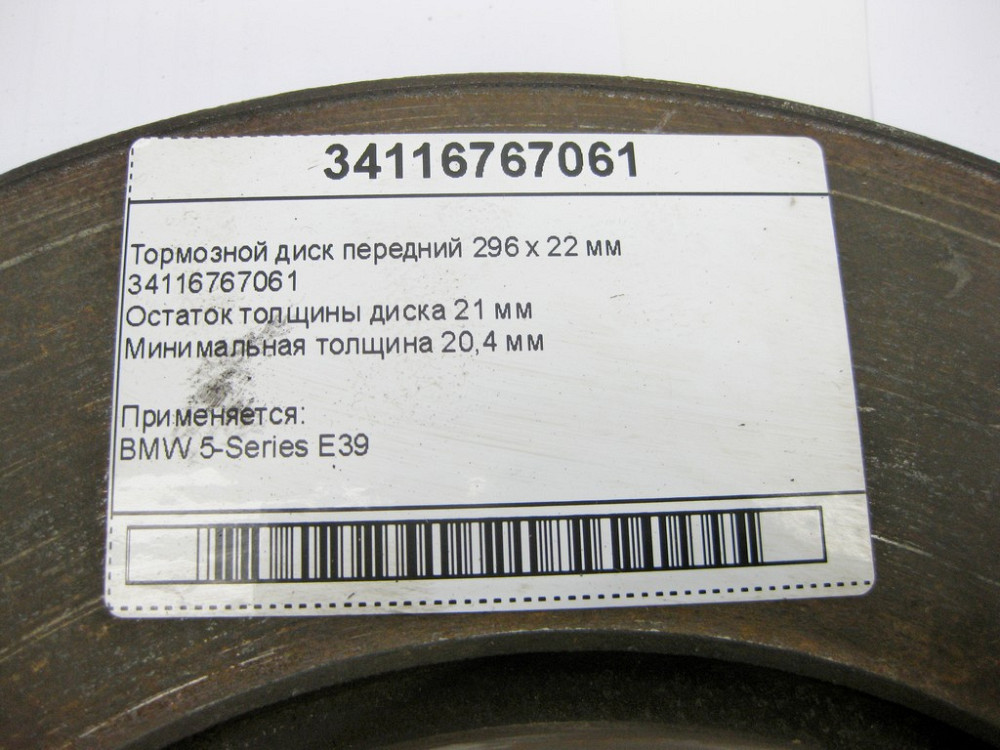 34116767061
Тормозной диск передний 296 x 22 мм
34116767061
Остаток толщины диска 21 мм
Минимальная толщина 20,4 мм
Применяется:
BMW 5-Series E39